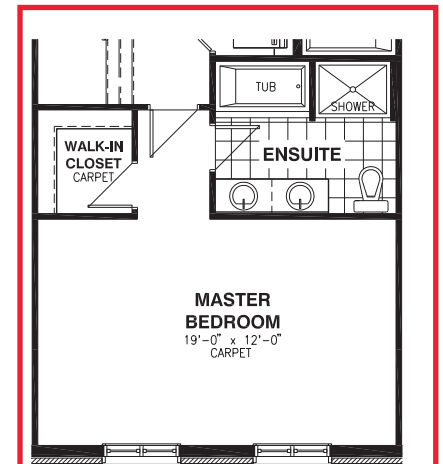 TUB
SHOWER
WALK-IN
CLOSET
CARPET
ENSUITE
MASTER
BEDROOM
19'-0" x 12'-0"
CARPET